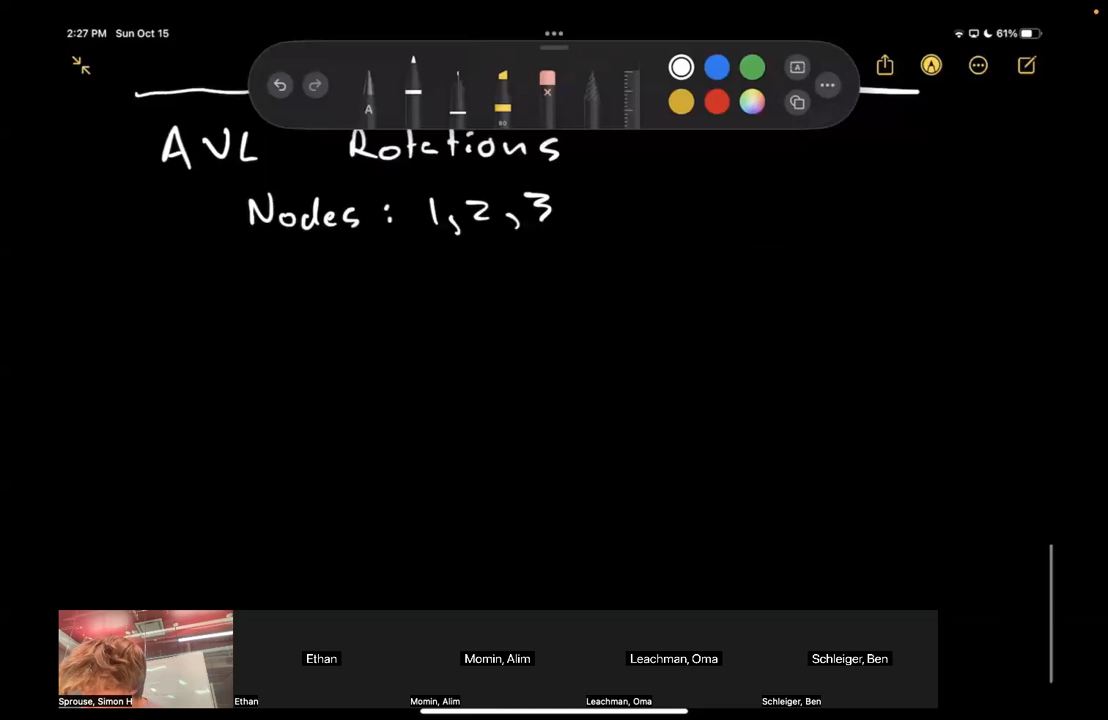 2:27 PM Sun Oct 15
61%
A
80
A
AVL Rotations
Nodes: 1, 2, 3
Ethan
Momin, Alim
Leachman, Oma
Schleiger, Ben
Sprouse, Simon H
Ethan
Momin, Alim
Leachman, Oma
Schleiger, Ben